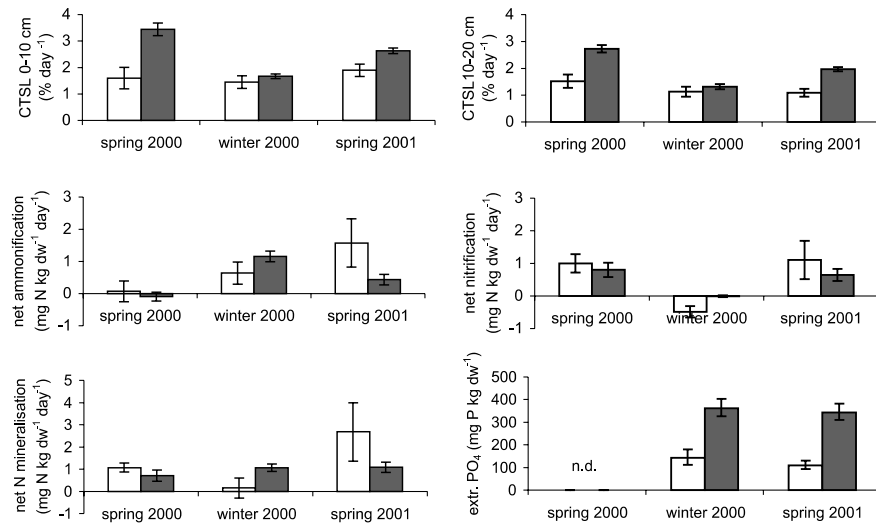 CTSL 0-10 cm
(% day⁻¹)
4
3
2
1
0
spring 2000
winter 2000
spring 2001
CTSL10-20 cm
(% day⁻¹)
4
3
2
1
0
spring 2000
winter 2000
spring 2001
net ammonification
(mg N kg dw⁻¹ day⁻¹)
3
2
1
0
-1
spring 2000
winter 2000
spring 2001
net nitrification
(mg N kg dw⁻¹ day⁻¹)
3
2
1
0
-1
spring 2000
winter 2000
spring 2001
net N mineralisation
(mg N kg dw⁻¹ day⁻¹)
5
4
3
2
1
0
-1
spring 2000
winter 2000
spring 2001
extr. PO₄ (mg P kg dw⁻¹)
500
400
300
200
100
0
n.d.
spring 2000
winter 2000
spring 2001